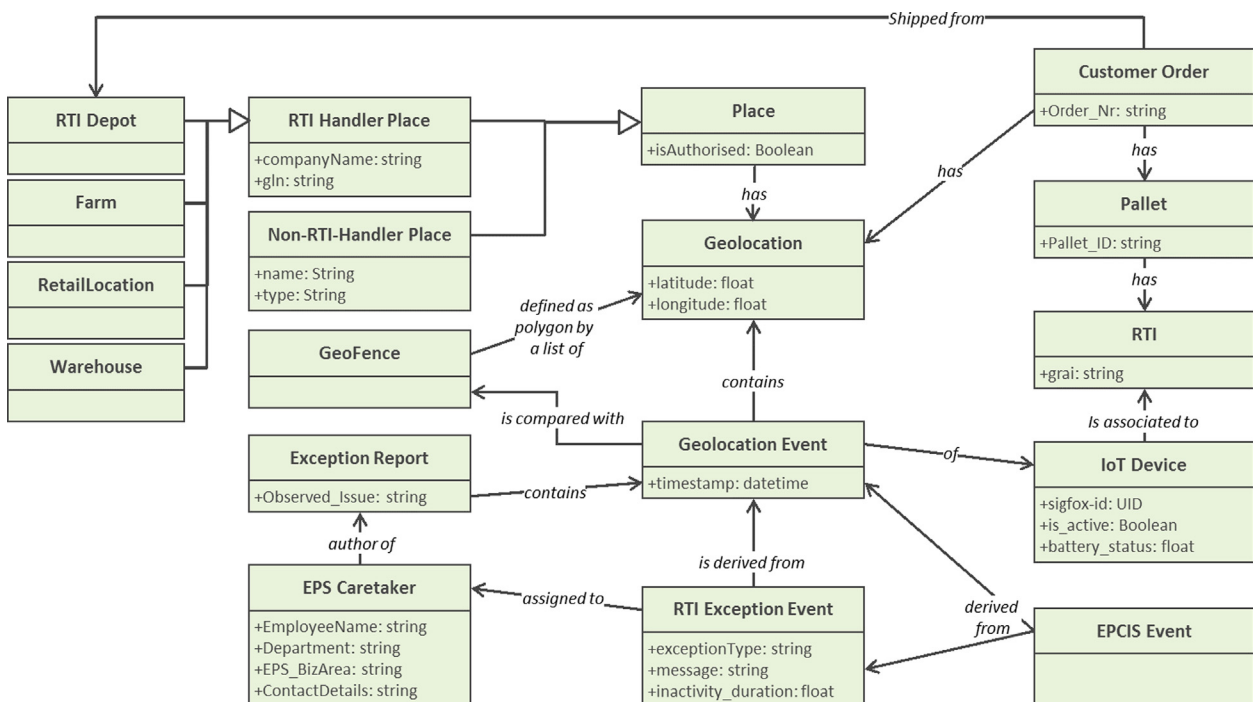 Shipped from
Customer Order
+Order_Nr: string
RTI Depot
RTI Handler Place
+companyName: string
+gln: string
Place
+isAuthorised: Boolean
has
has
has
Farm
Pallet
+Pallet_ID: string
Non-RTI-Handler Place
+name: String
+type: String
Geolocation
+latitude: float
+longitude: float
RetailLocation
has
defined as
polygon by
a list of
RTI
+grai: string
Warehouse
GeoFence
contains
is compared with
Is associated to
Geolocation Event
+timestamp: datetime
of
IoT Device
+sigfox-id: UID
+is_active: Boolean
+battery_status: float
Exception Report
+Observed_Issue: string
contains
author of
is derived from
EPS Caretaker
+EmployeeName: string
+Department: string
+EPS_BizArea: string
+ContactDetails: string
assigned to
RTI Exception Event
+exceptionType: string
+message: string
+inactivity_duration: float
derived
from
EPCIS Event